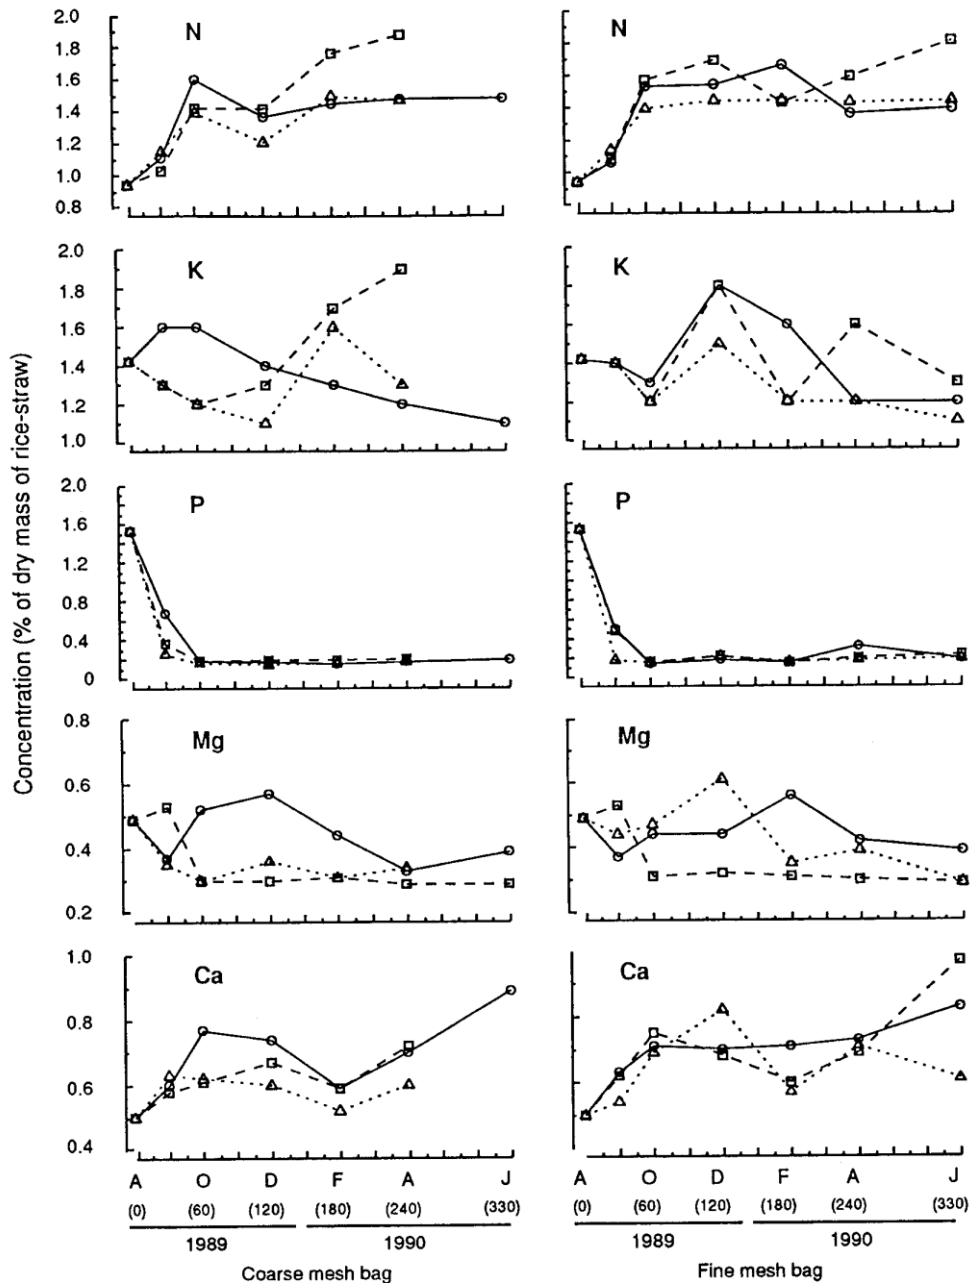 Concentration (% of dry mass of rice-straw)
N
2.0
1.8
1.6
1.4
1.2
1.0
0.8
N
K
2.0
1.8
1.6
1.4
1.2
1.0
K
P
2.0
1.6
1.2
0.8
0.4
0
P
Mg
0.8
0.6
0.4
0.2
Mg
Ca
1.0
0.8
0.6
0.4
Ca
A O D F A J
(0) (60) (120) (180) (240) (330)
1989 1990
Coarse mesh bag
A O D F A J
(0) (60) (120) (180) (240) (330)
1989 1990
Fine mesh bag